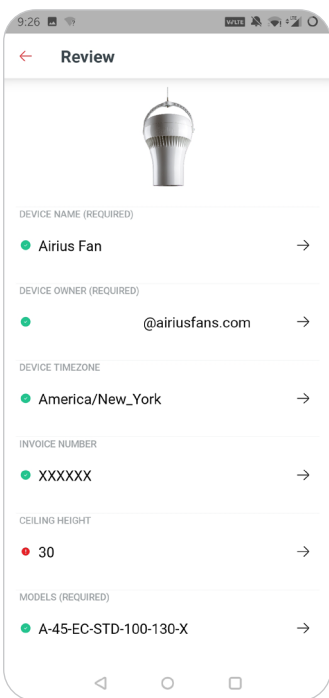 9:26
VoLTE
Review
DEVICE NAME (REQUIRED)
Airius Fan
DEVICE OWNER (REQUIRED)
@airiusfans.com
DEVICE TIMEZONE
America/New_York
INVOICE NUMBER
XXXXXX
CEILING HEIGHT
30
MODELS (REQUIRED)
A-45-EC-STD-100-130-X